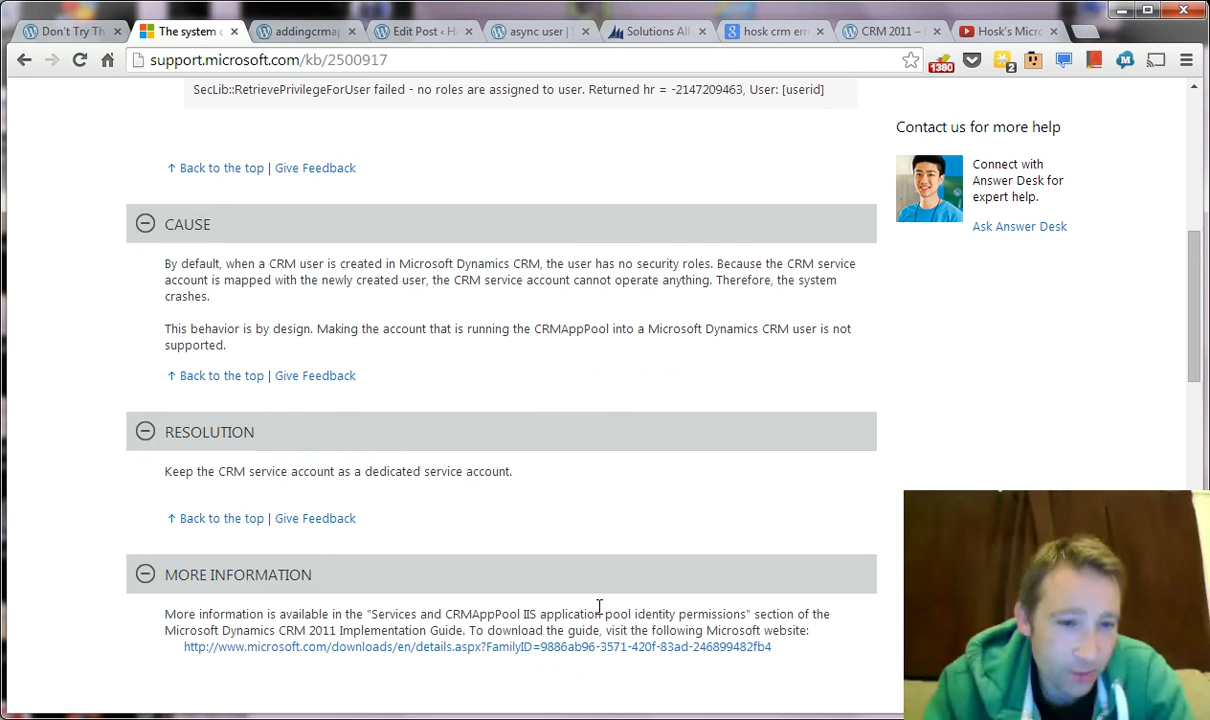 Don't Try Th
The system
addingcrmap
Edit Post ‹ H
async user | S
Solutions All
hosk crm err
CRM 2011 –
Hosk's Micr
support.microsoft.com/kb/2500917
1380
2
SecLib::RetrievePrivilegeForUser failed - no roles are assigned to user. Returned hr = -2147209463, User: [userid]
Back to the top | Give Feedback
CAUSE
By default, when a CRM user is created in Microsoft Dynamics CRM, the user has no security roles. Because the CRM service
account is mapped with the newly created user, the CRM service account cannot operate anything. Therefore, the system
crashes.
This behavior is by design. Making the account that is running the CRMAppPool into a Microsoft Dynamics CRM user is not
supported.
Back to the top | Give Feedback
RESOLUTION
Keep the CRM service account as a dedicated service account.
Back to the top | Give Feedback
MORE INFORMATION
More information is available in the "Services and CRMAppPool IIS application pool identity permissions" section of the
Microsoft Dynamics CRM 2011 Implementation Guide. To download the guide, visit the following Microsoft website:
http://www.microsoft.com/downloads/en/details.aspx?FamilyID=9886ab96-3571-420f-83ad-246899482fb4
Contact us for more help
Connect with
Answer Desk for
expert help.
Ask Answer Desk